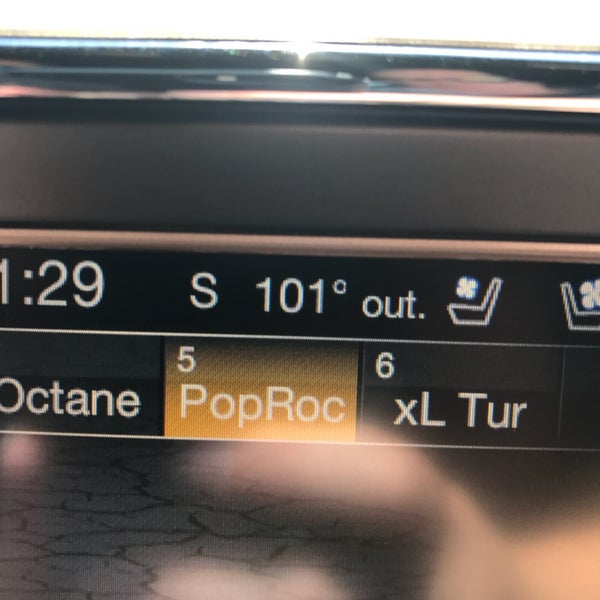 1:29 S 101° out.
5 6
Octane PopRoc xL Tur